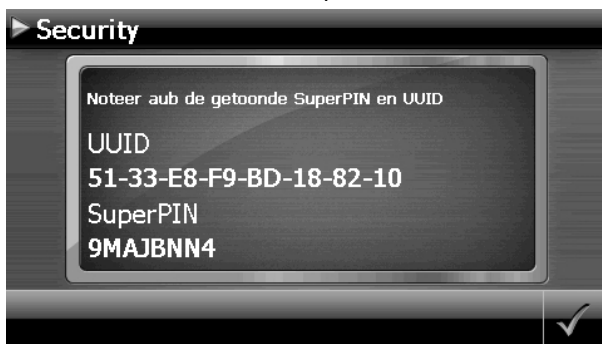 Security
Noteer aub de getoonde SuperPIN en UUID
UUID
51-33-E8-F9-BD-18-82-10
SuperPIN
9MAJBNN4